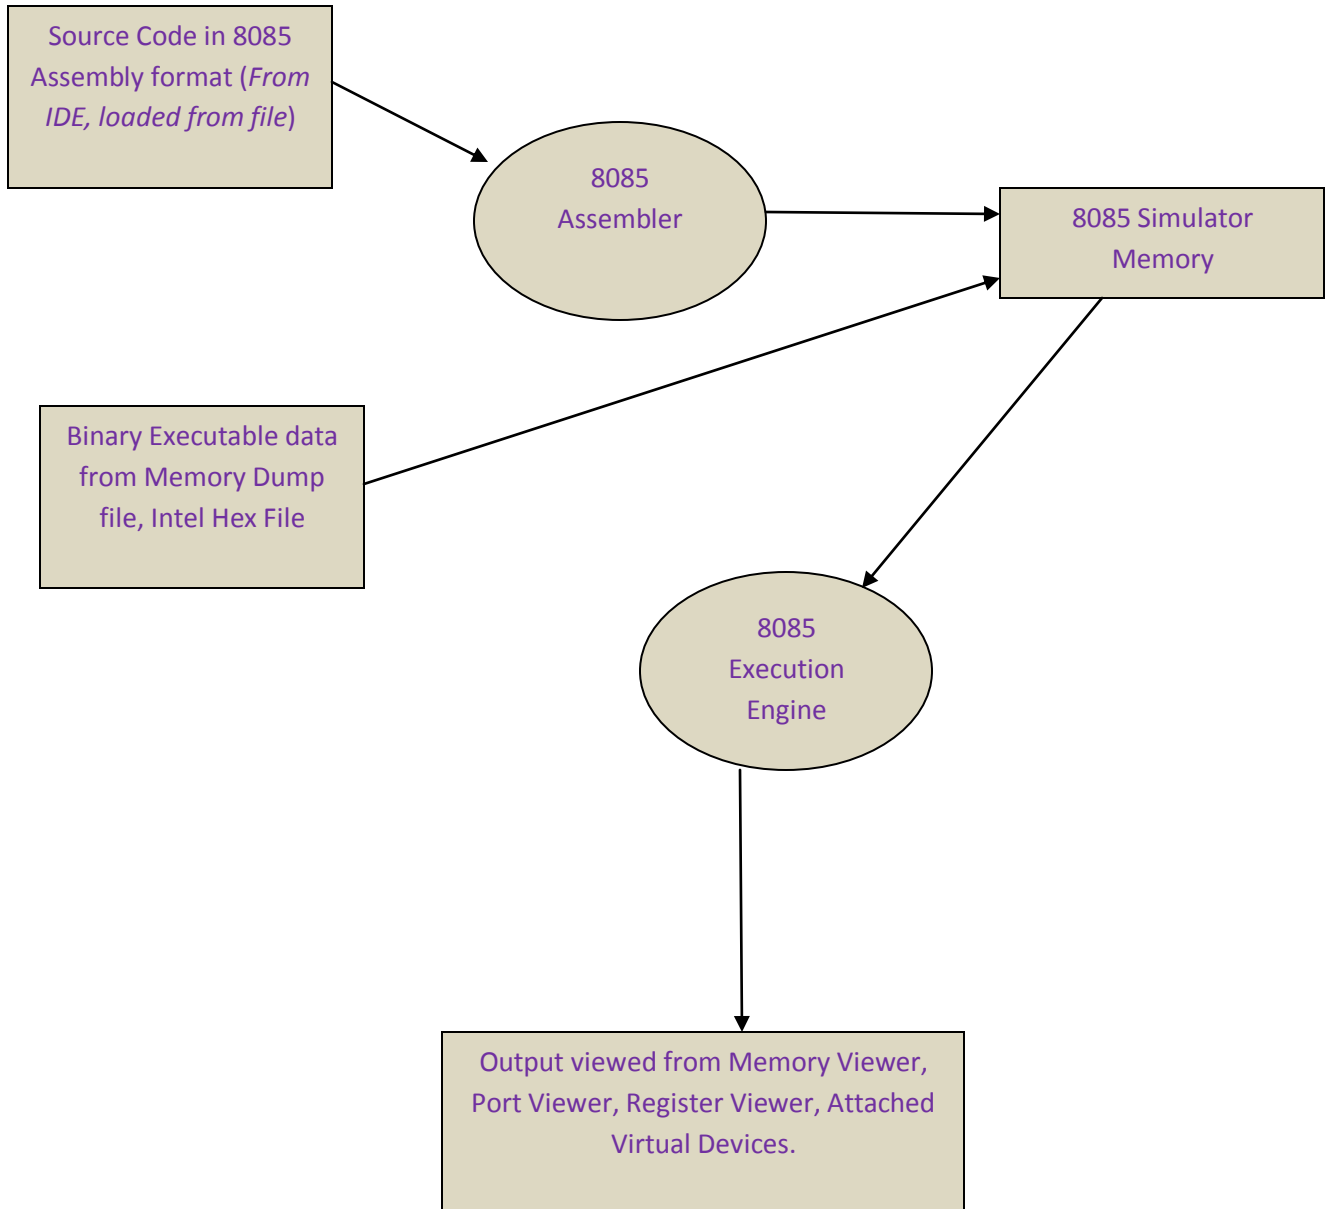 Source Code in 8085
Assembly format (From
IDE, loaded from file)
8085
Assembler
8085 Simulator
Memory
Binary Executable data
from Memory Dump
file, Intel Hex File
8085
Execution
Engine
Output viewed from Memory Viewer,
Port Viewer, Register Viewer, Attached
Virtual Devices.